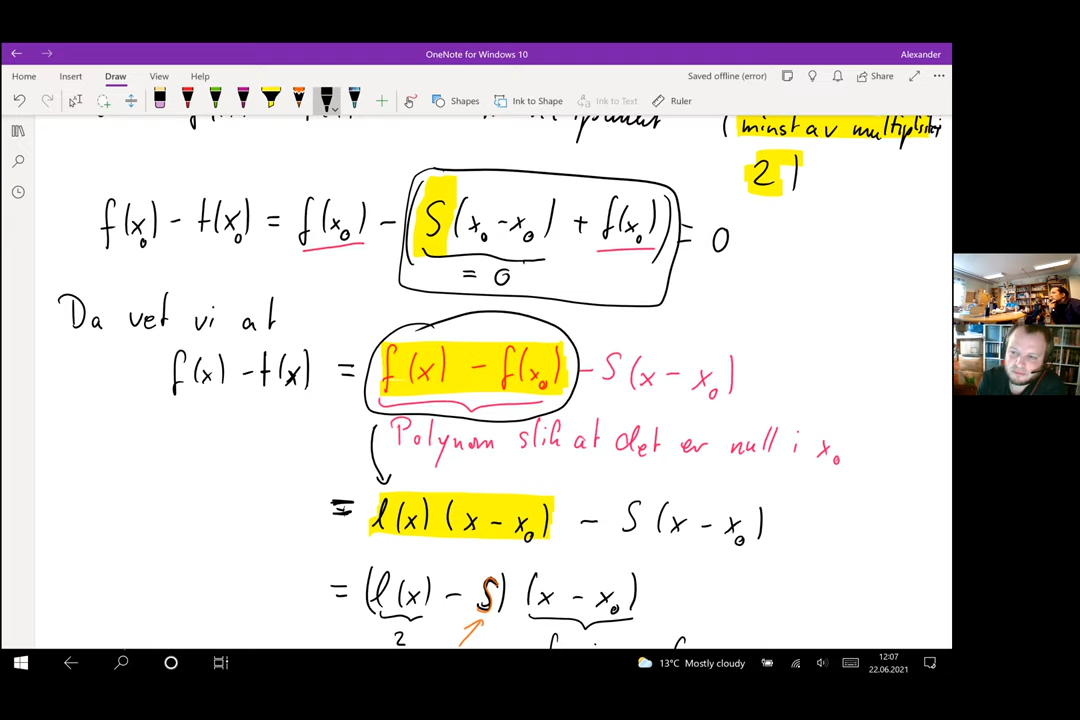 OneNote for Windows 10
Alexander
Home Insert Draw View Help
Saved offline (error) Share
Shapes Ink to Shape Ink to Text Ruler
( minst av
2 )
f(x₀) - t(x₀) = f(x₀) - (S(x₀ - x₀) + f(x₀)) = 0
= 0
Da vet vi at
f(x) - t(x) = f(x) - f(x₀) - S(x - x₀)
Polynom slik at det er null i x₀
= l(x)(x - x₀) - S(x - x₀)
= (l(x) - S)(x - x₀)
2
13°C Mostly cloudy
12:07
22.06.2021